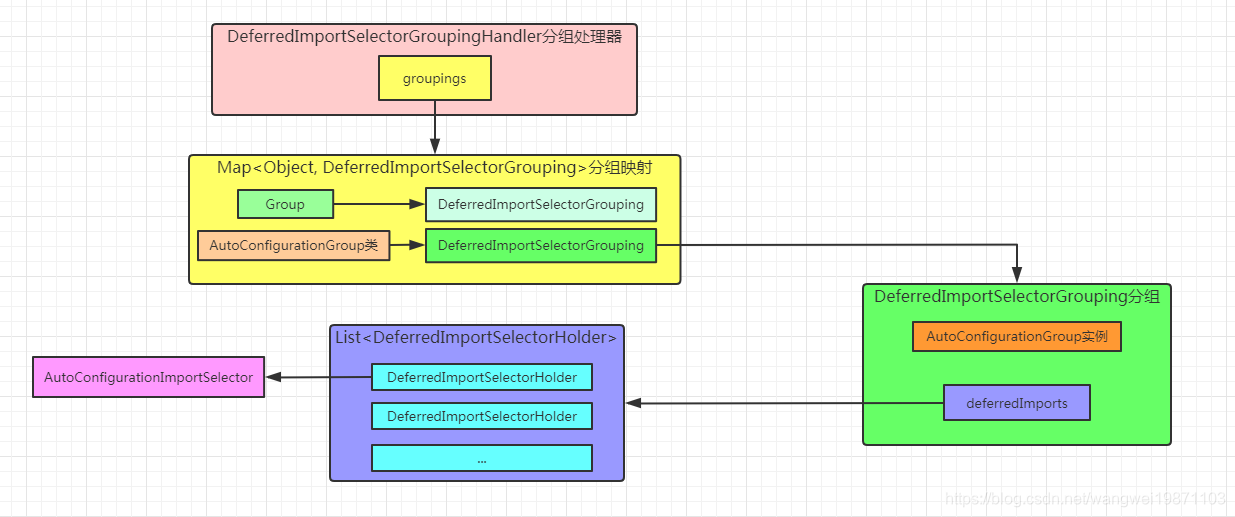 DeferredImportSelectorGroupingHandler分组处理器
groupings
Map<Object, DeferredImportSelectorGrouping>分组映射
Group
DeferredImportSelectorGrouping
AutoConfigurationGroup类
DeferredImportSelectorGrouping
DeferredImportSelectorGrouping分组
AutoConfigurationGroup实例
deferredImports
List<DeferredImportSelectorHolder>
DeferredImportSelectorHolder
DeferredImportSelectorHolder
...
AutoConfigurationImportSelector
https://blog.csdn.net/wangwei19871103